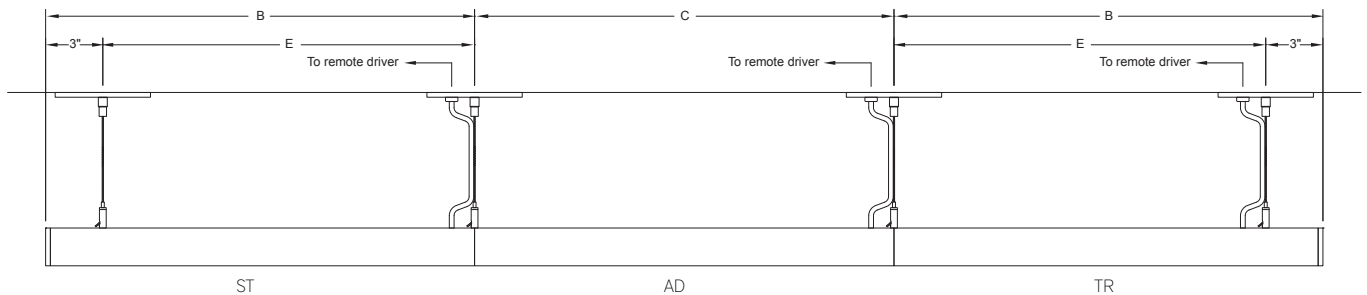 B C B
3" E E 3"
To remote driver To remote driver To remote driver
ST AD TR